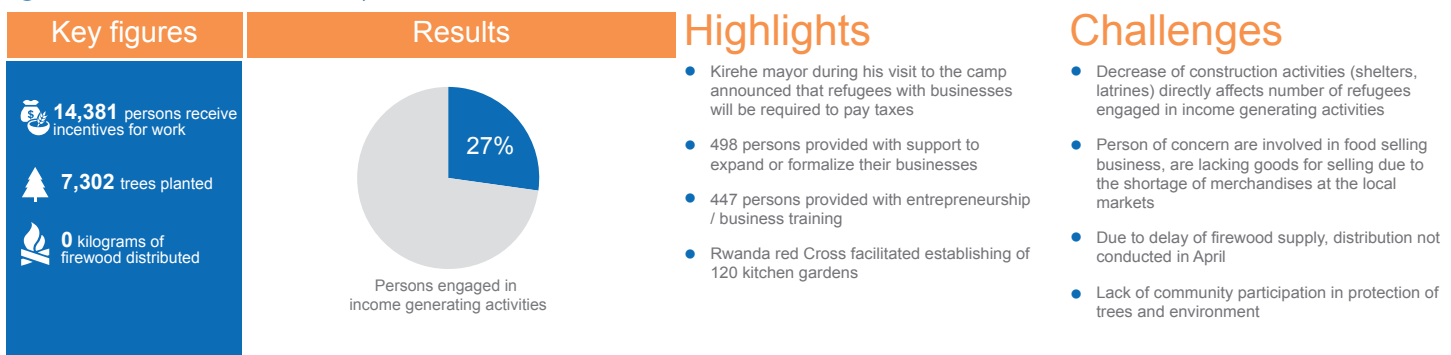 Key figures
Results
Highlights
Challenges
14,381 persons receive
incentives for work
7,302 trees planted
0 kilograms of
firewood distributed
27%
Persons engaged in
income generating activities
Kirehe mayor during his visit to the camp
announced that refugees with businesses
will be required to pay taxes
498 persons provided with support to
expand or formalize their businesses
447 persons provided with entrepreneurship
/ business training
Rwanda red Cross facilitated establishing of
120 kitchen gardens
Decrease of construction activities (shelters,
latrines) directly affects number of refugees
engaged in income generating activities
Person of concern are involved in food selling
business, are lacking goods for selling due to
the shortage of merchandises at the local
markets
Due to delay of firewood supply, distribution not
conducted in April
Lack of community participation in protection of
trees and environment